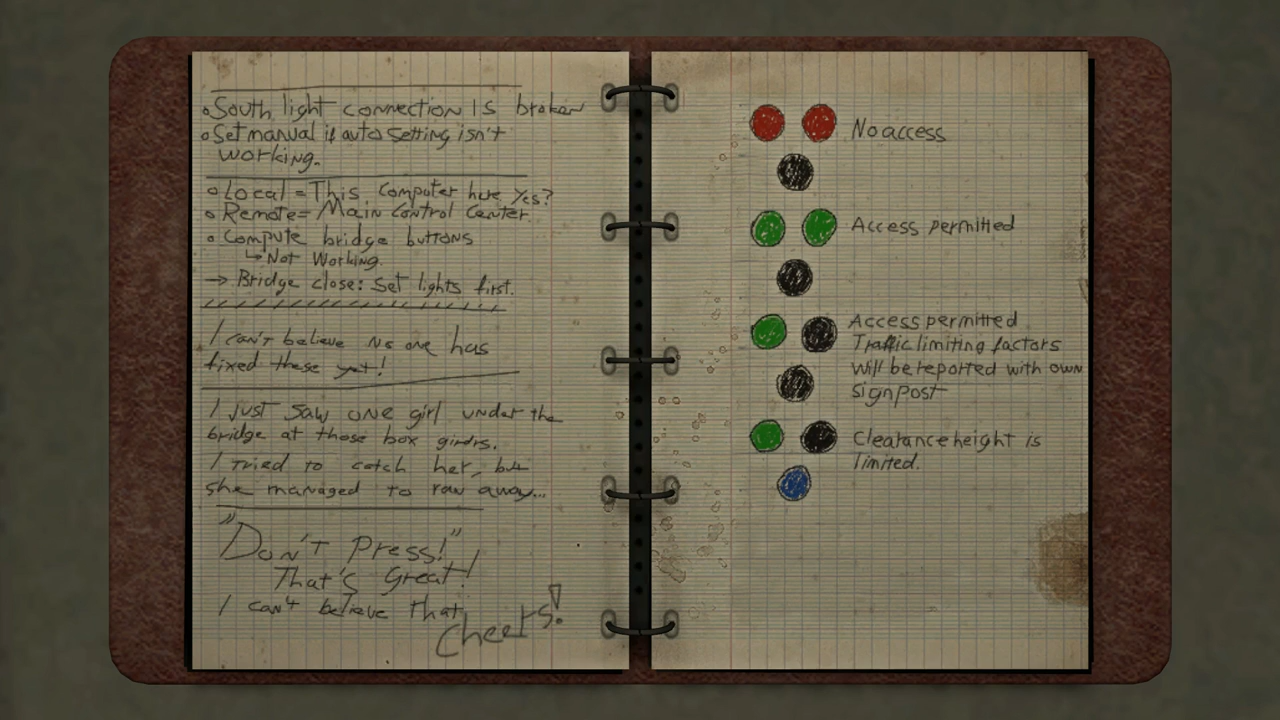 • South light connection is broken
• Set manual if auto setting isn't
working.
• Local = This computer here yes?
• Remote = Main Control Center.
• Compute bridge buttons
↳ Not Working.
→ Bridge close: Set lights first.
I can't believe no one has
fixed these yet!
I just saw one girl under the
bridge at those box girdrs.
I tried to catch her, but
she managed to row away...
"Don't Press!"
That's Great!
I can't believe that
Cheers!
No access
Access permitted
Access permitted
Traffic limiting factors
will be reported with own
signpost
Clearance height is
limited.